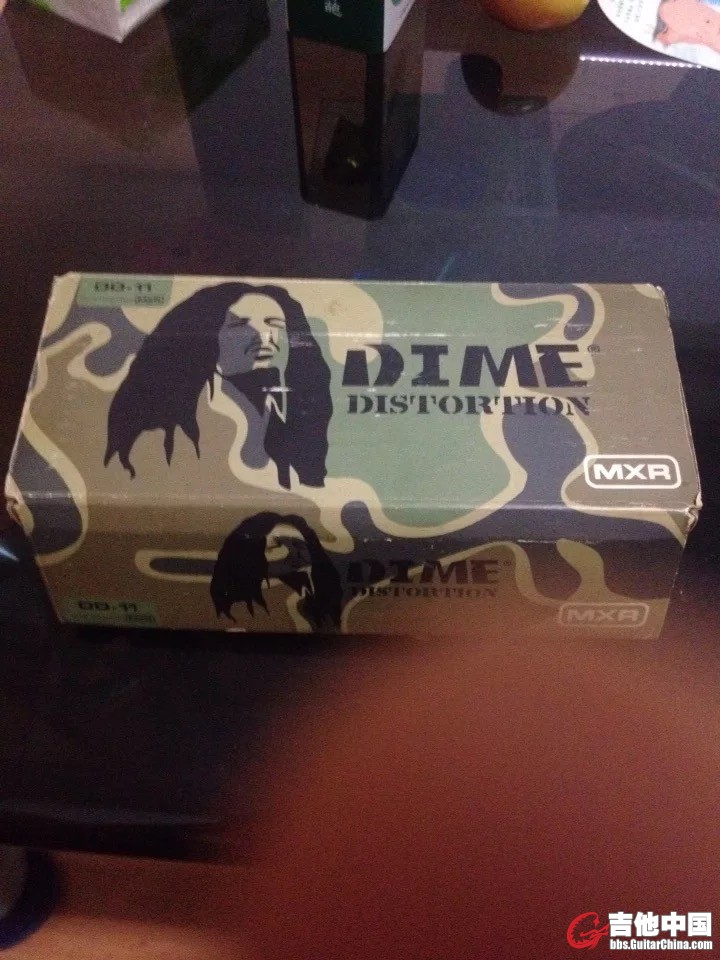 DD-11
DIME®
DISTORTION
MXR
DIME®
DISTORTION
DD-11
MXR
吉他中国
bbs.GuitarChina.com